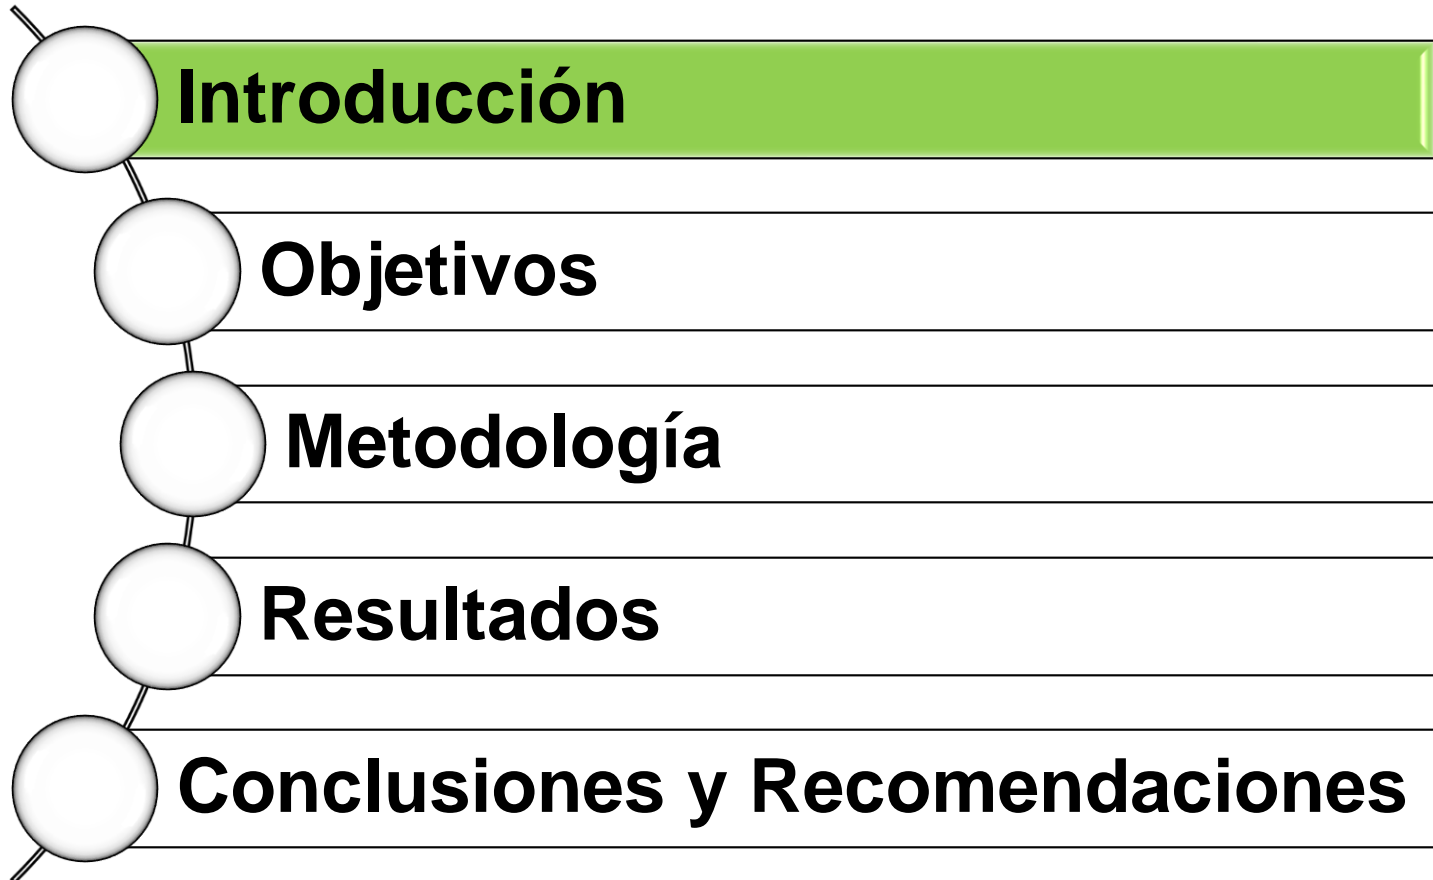 Introducción
Objetivos
Metodología
Resultados
Conclusiones y Recomendaciones